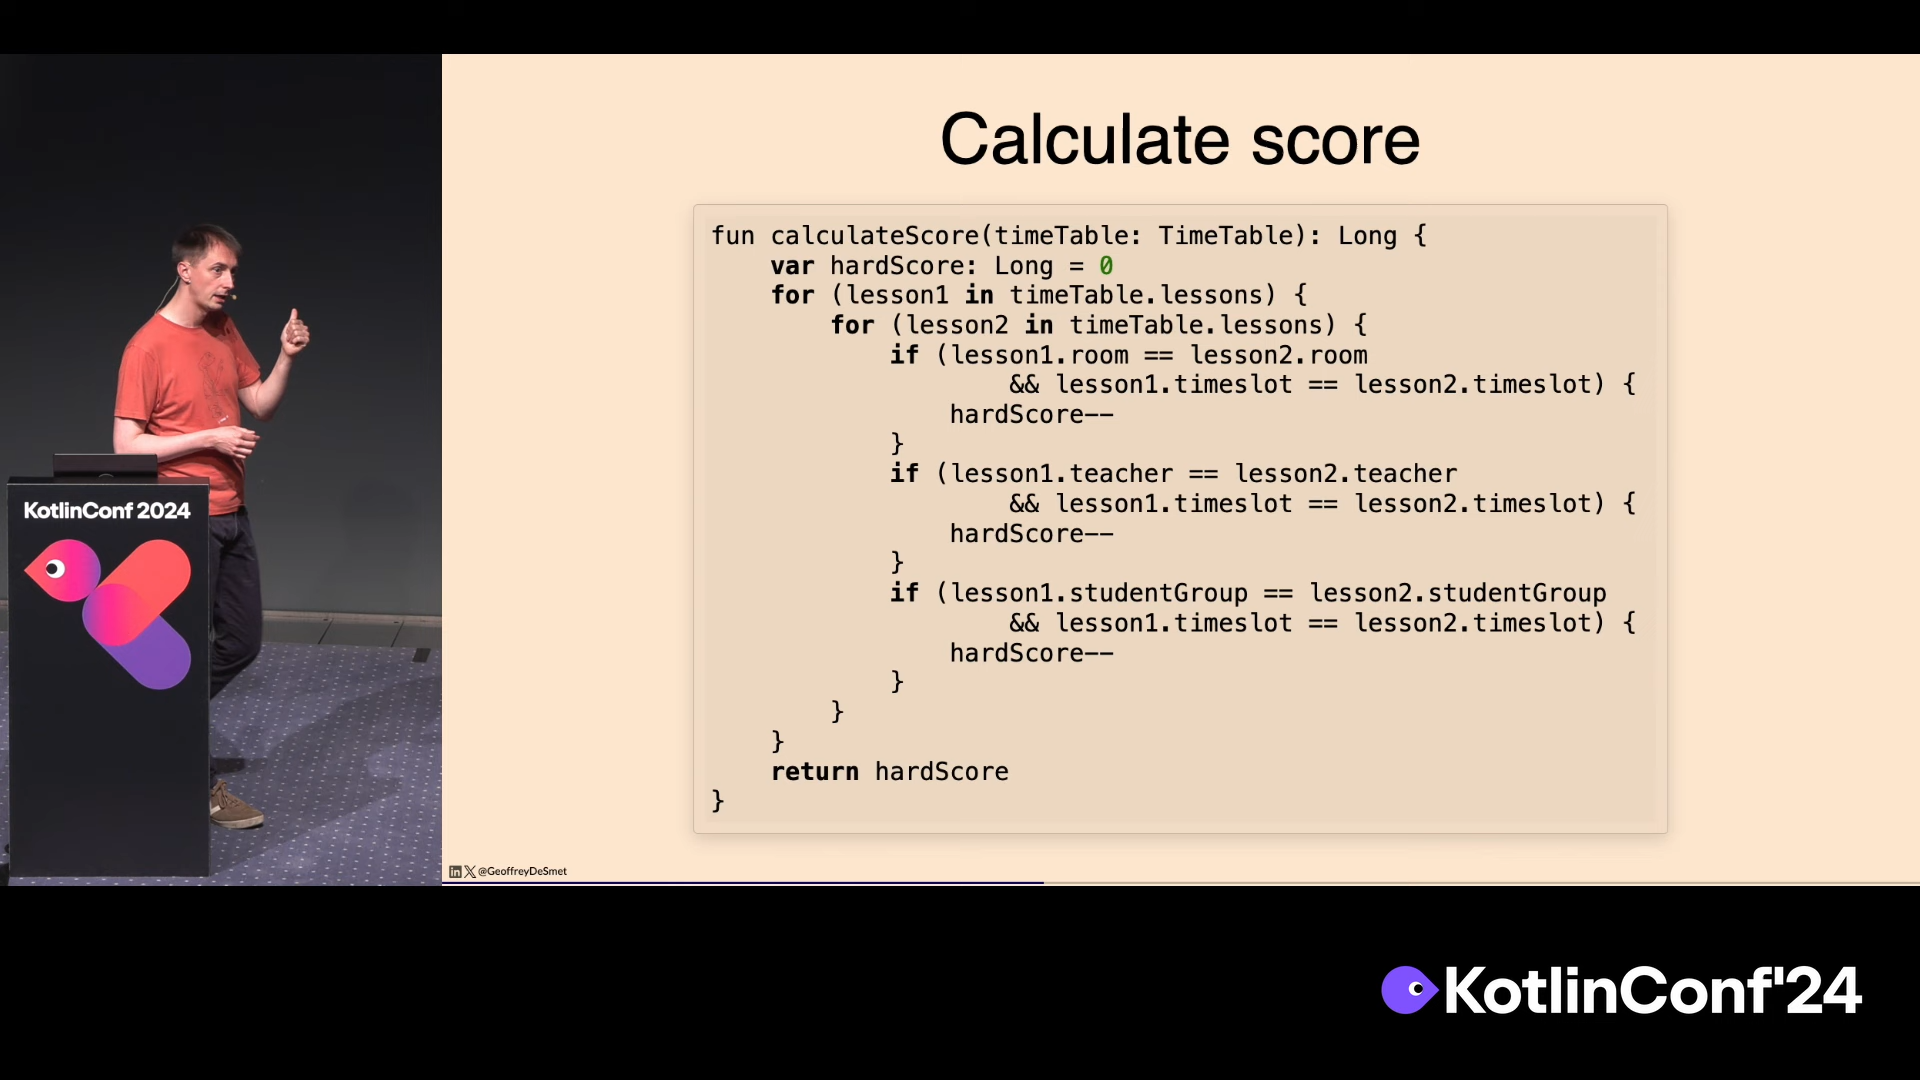 Calculate score
fun calculateScore(timeTable: TimeTable): Long {
    var hardScore: Long = 0
    for (lesson1 in timeTable.lessons) {
        for (lesson2 in timeTable.lessons) {
            if (lesson1.room == lesson2.room
                    && lesson1.timeslot == lesson2.timeslot) {
                hardScore--
            }
            if (lesson1.teacher == lesson2.teacher
                    && lesson1.timeslot == lesson2.timeslot) {
                hardScore--
            }
            if (lesson1.studentGroup == lesson2.studentGroup
                    && lesson1.timeslot == lesson2.timeslot) {
                hardScore--
            }
        }
    }
    return hardScore
}
KotlinConf 2024
in X @GeoffreyDeSmet
KotlinConf'24